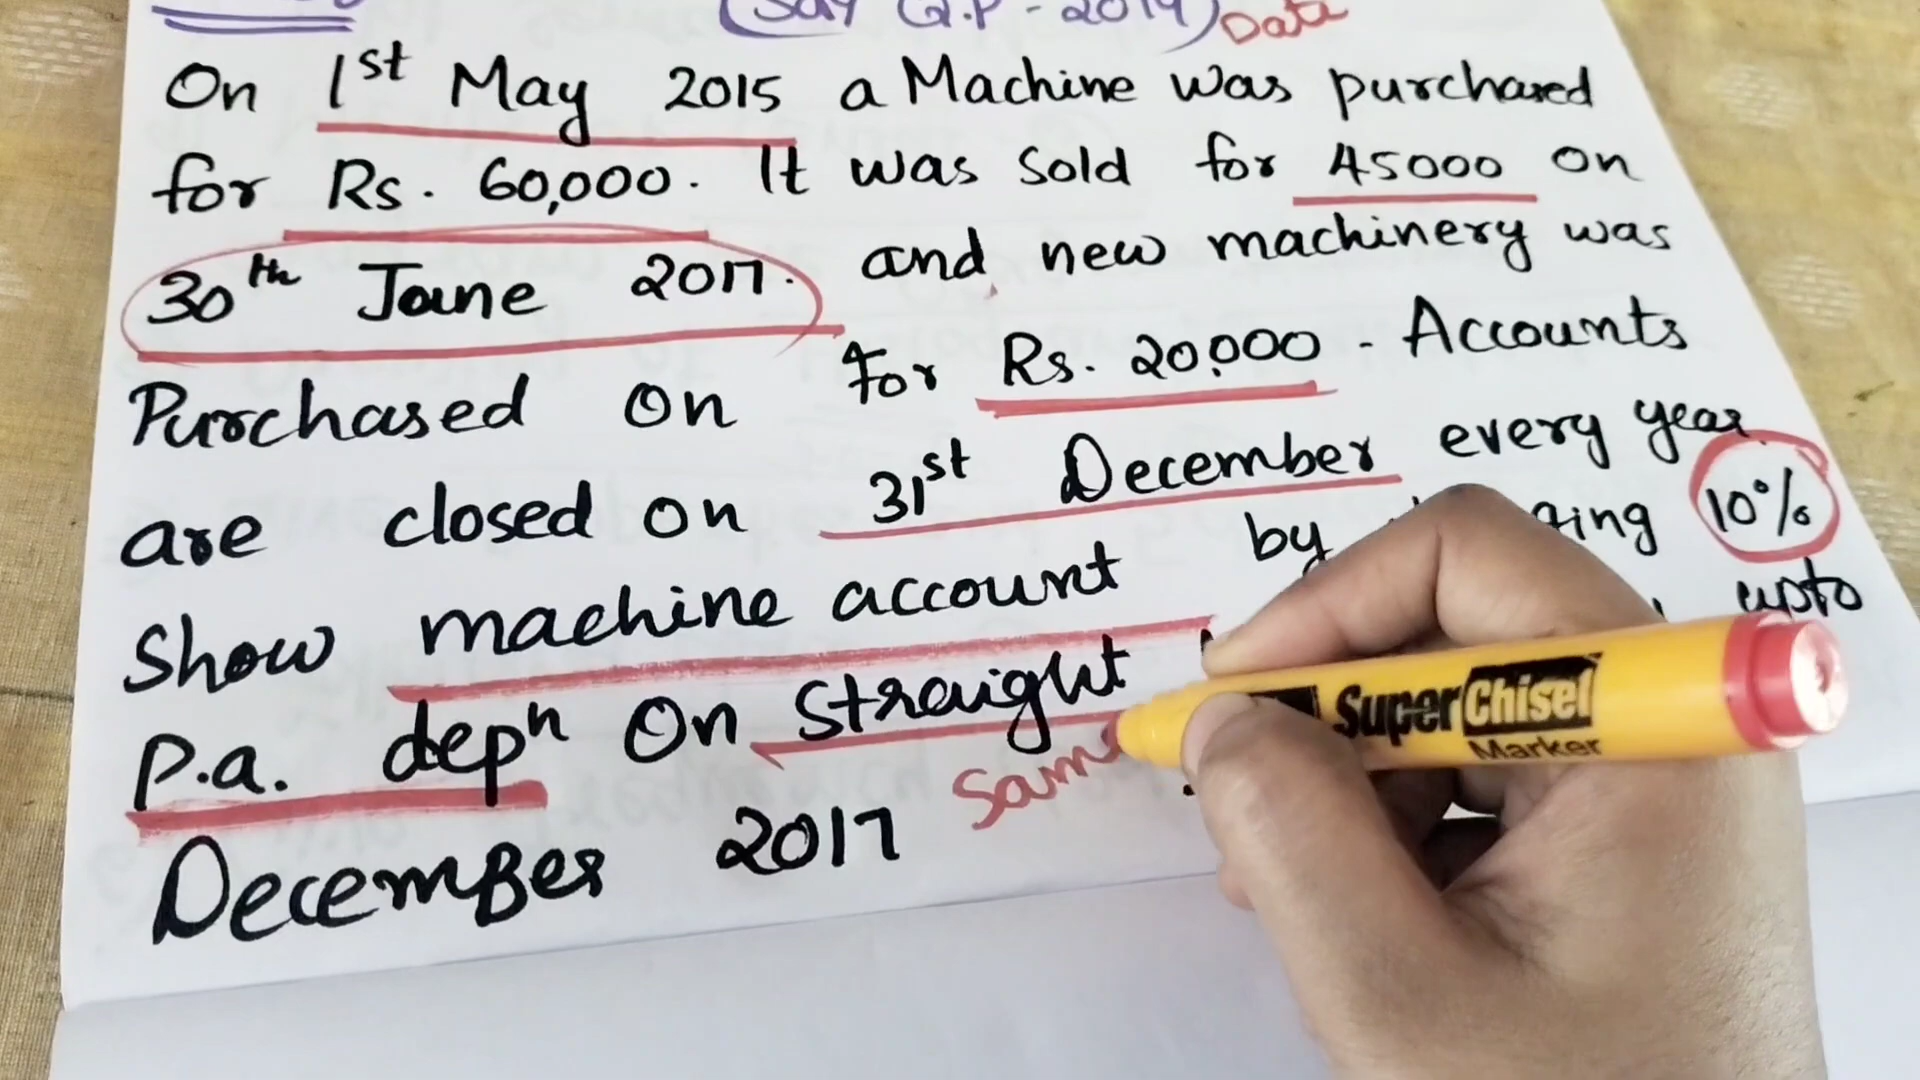 (Say Q.P - 2019) Data
On 1st May 2015 a Machine was purchased
for Rs. 60,000. It was sold for 45000 on
30th June 2017. and new machinery was
Purchased on for Rs. 20,000. Accounts
are closed on 31st December every year
Show machine account by 10%
P.a. depn On Straight upto
December 2017
Same
Super Chisel
Marker